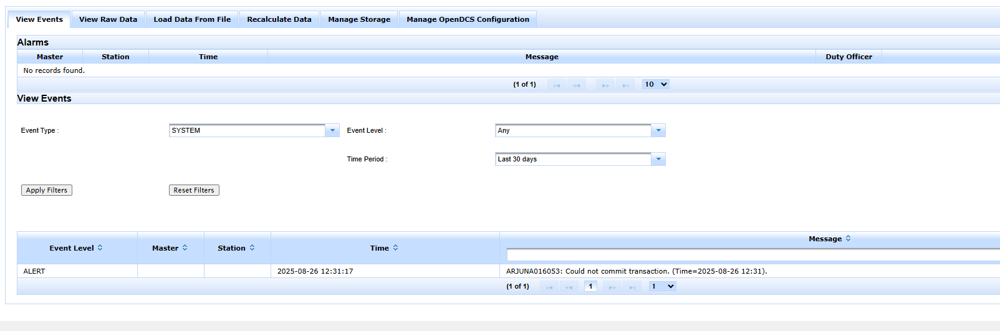 View Events View Raw Data Load Data From File Recalculate Data Manage Storage Manage OpenDCS Configuration
Alarms
Master Station Time Message Duty Officer
No records found.
(1 of 1) 10
View Events
Event Type : SYSTEM Event Level : Any
Time Period : Last 30 days
Apply Filters Reset Filters
Event Level Master Station Time Message
ALERT 2025-08-26 12:31:17 ARJUNA016053: Could not commit transaction. (Time=2025-08-26 12:31).
(1 of 1) 1 1